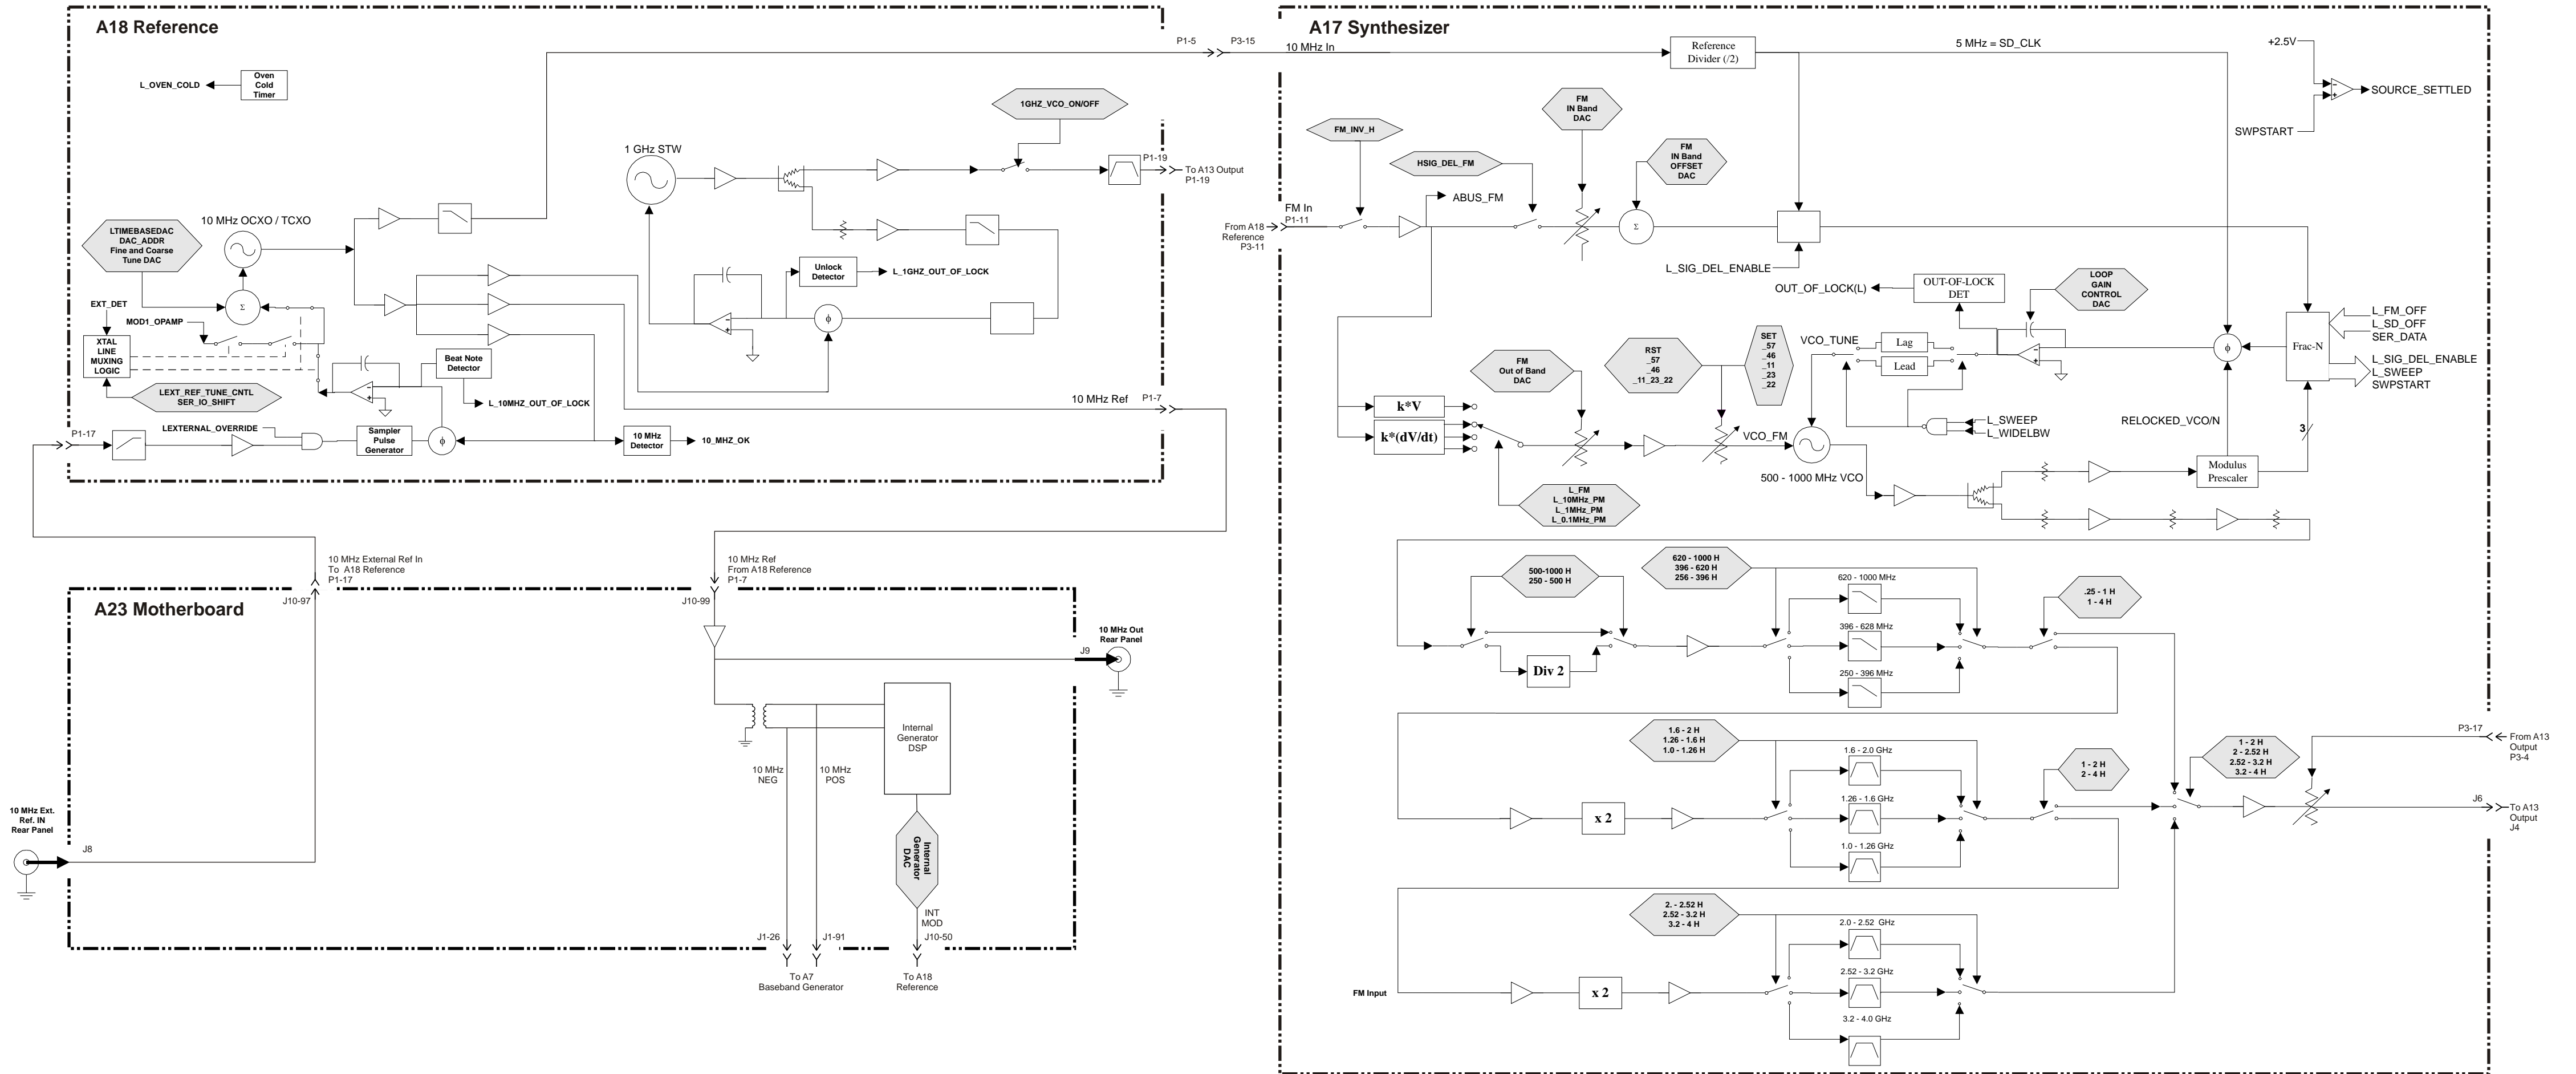 A18 Reference
L_OVEN_COLD
Oven
Cold
Timer
P1-5
P3-15
1GHZ_VCO_ON/OFF
1 GHz STW
P1-19
To A13 Output
P1-19
10 MHz OCXO / TCXO
LTIMEBASEDAC
DAC_ADDR
Fine and Coarse
Tune DAC
Σ
EXT_DET
MOD1_OPAMP
XTAL
LINE
MUXING
LOGIC
LEXT_REF_TUNE_CNTL
SER_IO_SHIFT
Unlock
Detector
L_1GHZ_OUT_OF_LOCK
ϕ
Beat Note
Detector
L_10MHZ_OUT_OF_LOCK
10 MHz Ref
P1-7
P1-17
LEXTERNAL_OVERRIDE
Sampler
Pulse
Generator
ϕ
10 MHz
Detector
10_MHZ_OK
10 MHz External Ref In
To A18 Reference
P1-17
10 MHz Ref
From A18 Reference
P1-7
A23 Motherboard
J10-97
J10-99
10 MHz Out
Rear Panel
J9
Internal
Generator
DSP
10 MHz
NEG
10 MHz
POS
Internal
Generator
DAC
10 MHz Ext.
Ref. IN
Rear Panel
J8
INT
MOD
J1-26
J1-91
J10-50
To A7
Baseband Generator
To A18
Reference
A17 Synthesizer
10 MHz In
Reference
Divider (/2)
5 MHz = SD_CLK
+2.5V
SOURCE_SETTLED
SWPSTART
FM
IN Band
DAC
FM_INV_H
HSIG_DEL_FM
FM
IN Band
OFFSET
DAC
ABUS_FM
FM In
P1-11
From A18
Reference
P3-11
Σ
L_SIG_DEL_ENABLE
OUT_OF_LOCK(L)
OUT-OF-LOCK
DET
LOOP
GAIN
CONTROL
DAC
L_FM_OFF
L_SD_OFF
SER_DATA
Frac-N
L_SIG_DEL_ENABLE
L_SWEEP
SWPSTART
RST
_57
_46
_11_23_22
SET
_57
_46
_11
_23
_22
VCO_TUNE
Lag
Lead
ϕ
FM
Out of Band
DAC
k*V
k*(dV/dt)
VCO_FM
L_SWEEP
L_WIDELBW
RELOCKED_VCO/N
3
500 - 1000 MHz VCO
Modulus
Prescaler
L_FM
L_10MHz_PM
L_1MHz_PM
L_0.1MHz_PM
500-1000 H
250 - 500 H
620 - 1000 H
396 - 620 H
256 - 396 H
620 - 1000 MHz
.25 - 1 H
1 - 4 H
396 - 628 MHz
Div 2
250 - 396 MHz
1.6 - 2 H
1.26 - 1.6 H
1.0 - 1.26 H
1.6 - 2.0 GHz
1 - 2 H
2 - 4 H
1 - 2 H
2 - 2.52 H
2.52 - 3.2 H
3.2 - 4 H
P3-17
From A13
Output
P3-4
1.26 - 1.6 GHz
x 2
J6
To A13
Output
J4
1.0 - 1.26 GHz
2. - 2.52 H
2.52 - 3.2 H
3.2 - 4 H
2.0 - 2.52 GHz
2.52 - 3.2 GHz
FM Input
x 2
3.2 - 4.0 GHz